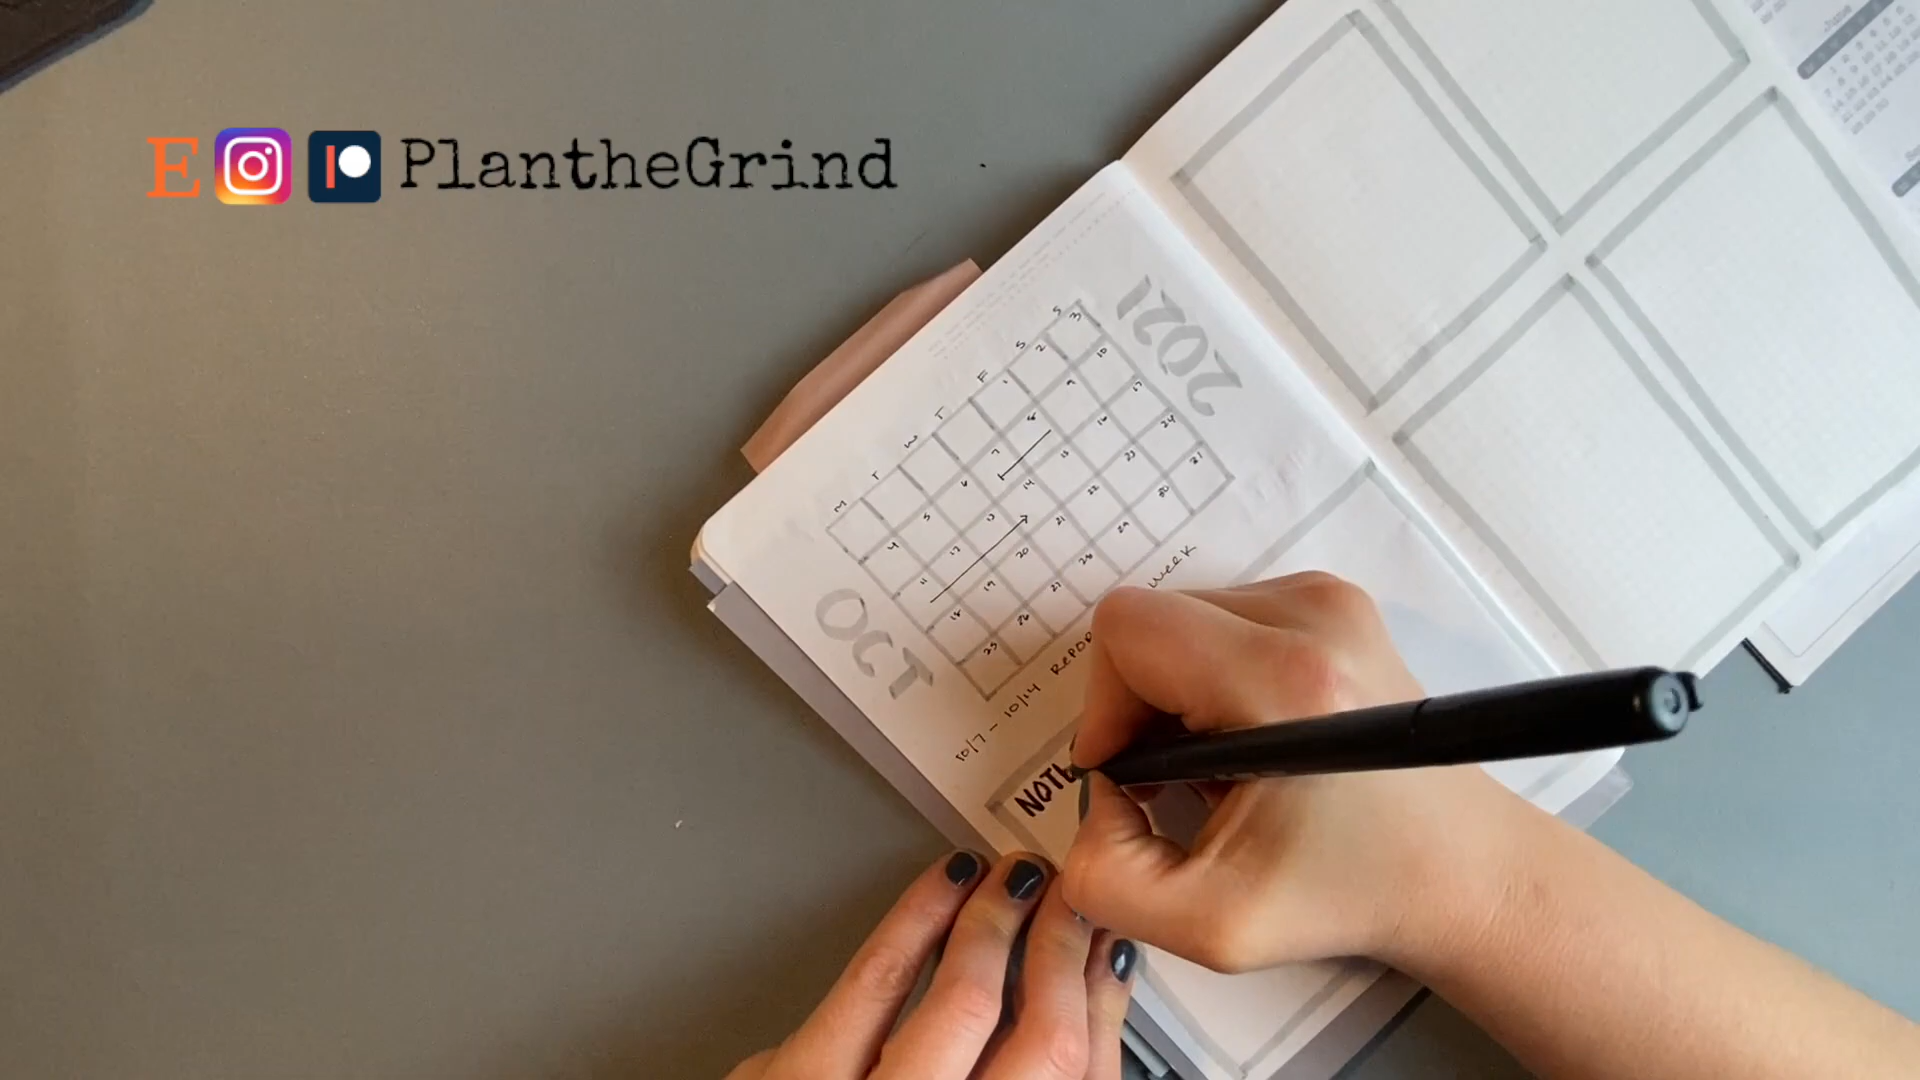 E PlantheGrind
OCT 2021
M T W T F S S
1 2 3
4 5 6 7 8 9 10
11 12 13 14 15 16 17
18 19 20 21 22 23 24
25 26 27 28 29 30 31
10/7 - 10/14 REPOR WEEK
NOTE
June